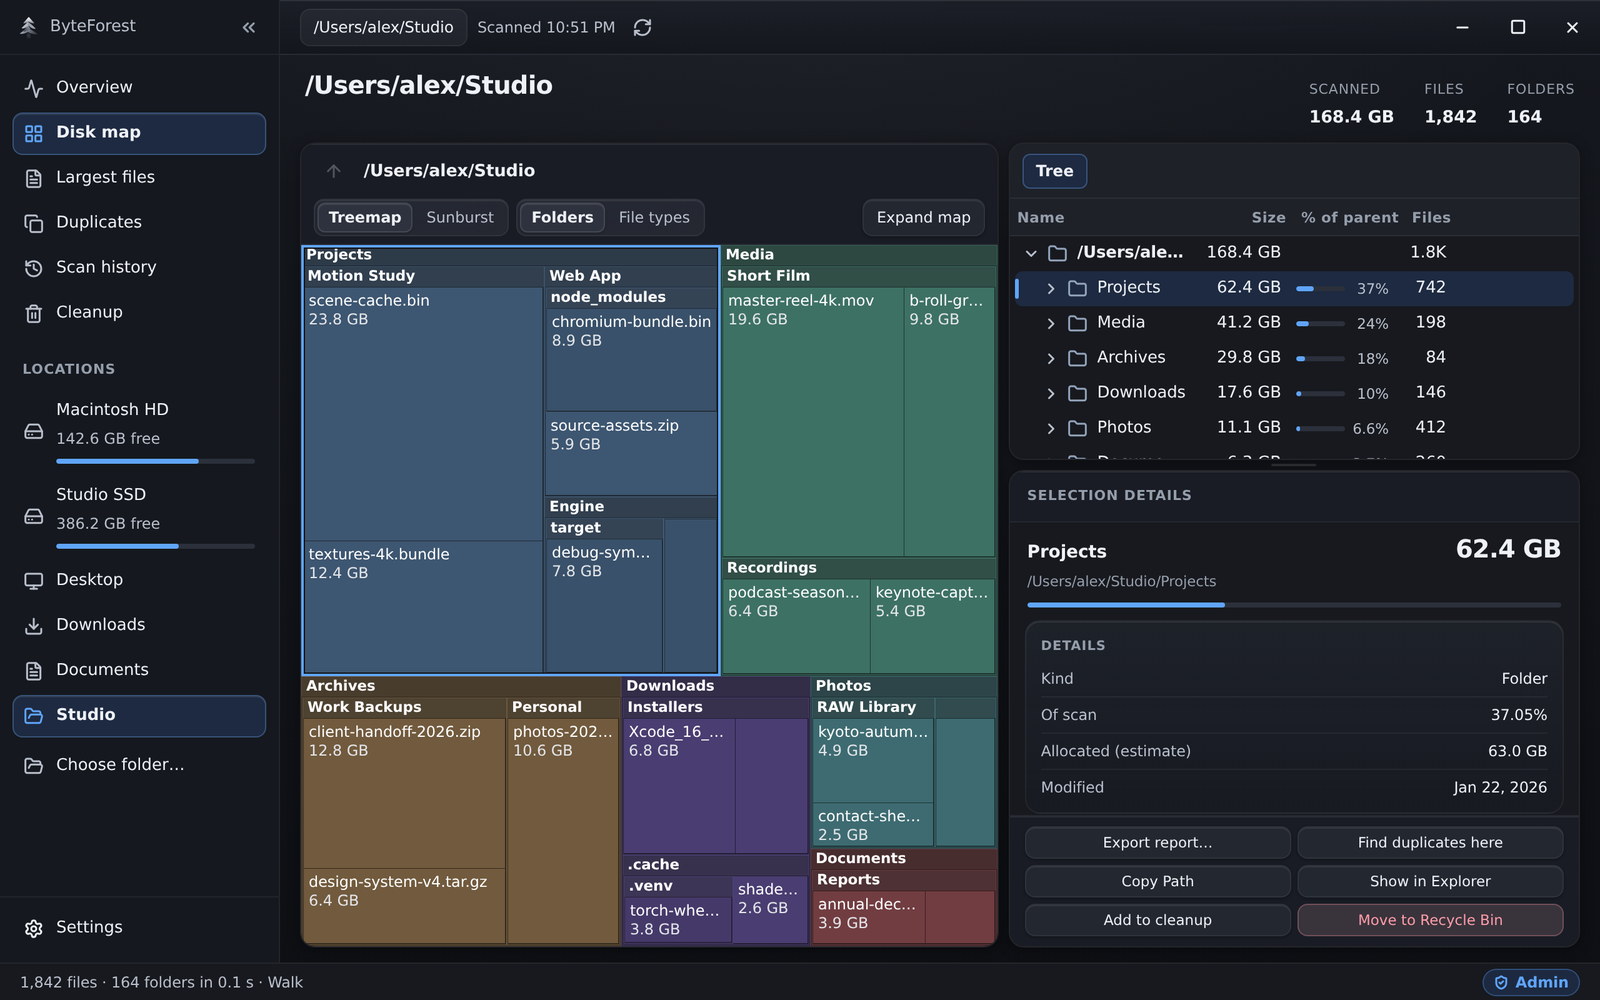 ByteForest
/Users/alex/Studio
Scanned 10:51 PM
Overview
Disk map
Largest files
Duplicates
Scan history
Cleanup
LOCATIONS
Macintosh HD
142.6 GB free
Studio SSD
386.2 GB free
Desktop
Downloads
Documents
Studio
Choose folder...
Settings
/Users/alex/Studio
SCANNED
168.4 GB
FILES
1,842
FOLDERS
164
/Users/alex/Studio
Treemap
Sunburst
Folders
File types
Expand map
Projects
Motion Study
scene-cache.bin
23.8 GB
textures-4k.bundle
12.4 GB
Web App
node_modules
chromium-bundle.bin
8.9 GB
source-assets.zip
5.9 GB
Engine
target
debug-sym...
7.8 GB
Media
Short Film
master-reel-4k.mov
19.6 GB
b-roll-gr...
9.8 GB
Recordings
podcast-season...
6.4 GB
keynote-capt...
5.4 GB
Archives
Work Backups
client-handoff-2026.zip
12.8 GB
design-system-v4.tar.gz
6.4 GB
Personal
photos-202...
10.6 GB
Downloads
Installers
Xcode_16_...
6.8 GB
.cache
.venv
torch-whe...
3.8 GB
shade...
2.6 GB
Photos
RAW Library
kyoto-autum...
4.9 GB
contact-she...
2.5 GB
Documents
Reports
annual-dec...
3.9 GB
Tree
Name Size % of parent Files
/Users/ale... 168.4 GB 1.8K
Projects 62.4 GB 37% 742
Media 41.2 GB 24% 198
Archives 29.8 GB 18% 84
Downloads 17.6 GB 10% 146
Photos 11.1 GB 6.6% 412
SELECTION DETAILS
Projects 62.4 GB
/Users/alex/Studio/Projects
DETAILS
Kind Folder
Of scan 37.05%
Allocated (estimate) 63.0 GB
Modified Jan 22, 2026
Export report...
Find duplicates here
Copy Path
Show in Explorer
Add to cleanup
Move to Recycle Bin
1,842 files · 164 folders in 0.1 s · Walk
Admin